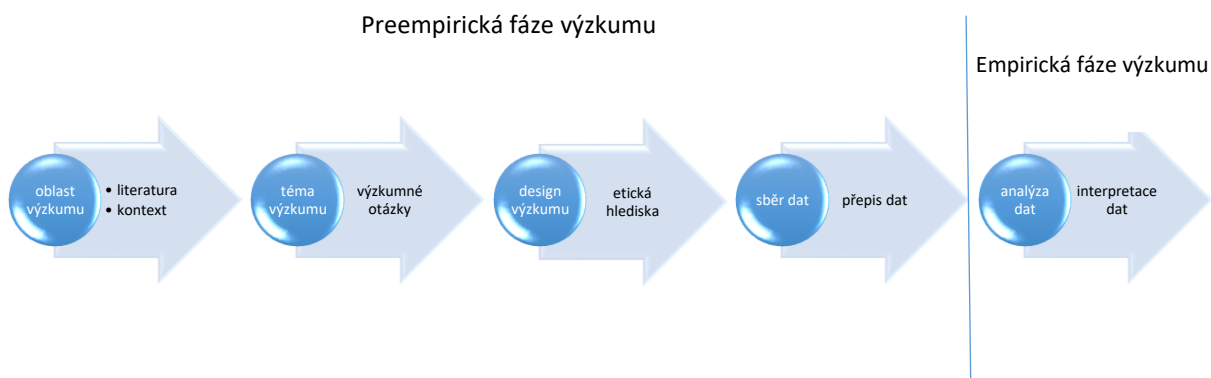 Preempirická fáze výzkumu
Empirická fáze výzkumu
oblast
výzkumu
• literatura
• kontext
téma
výzkumu
výzkumné
otázky
design
výzkumu
etická
hlediska
sběr dat
přepis dat
analýza
dat
interpretace
dat